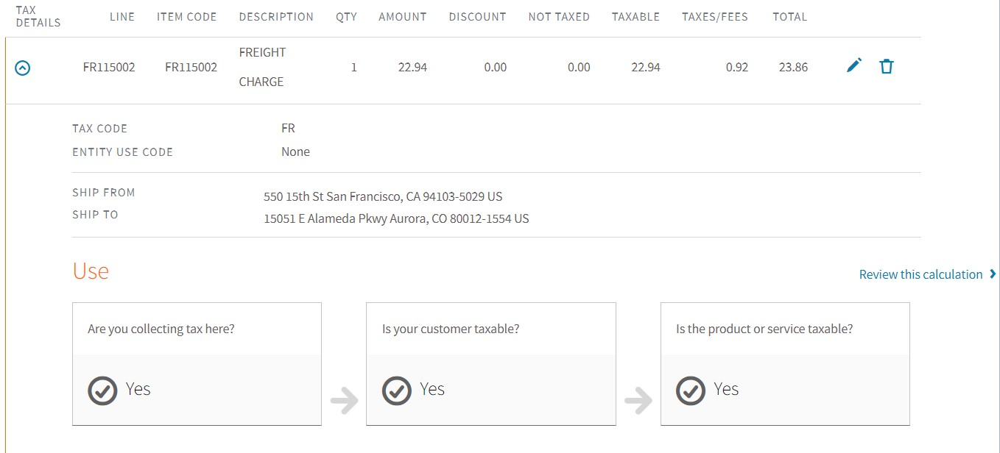 TAX DETAILS LINE ITEM CODE DESCRIPTION QTY AMOUNT DISCOUNT NOT TAXED TAXABLE TAXES/FEES TOTAL
FR115002 FR115002 FREIGHT CHARGE 1 22.94 0.00 0.00 22.94 0.92 23.86
TAX CODE FR
ENTITY USE CODE None
SHIP FROM 550 15th St San Francisco, CA 94103-5029 US
SHIP TO 15051 E Alameda Pkwy Aurora, CO 80012-1554 US
Use Review this calculation
Are you collecting tax here? Is your customer taxable? Is the product or service taxable?
Yes Yes Yes